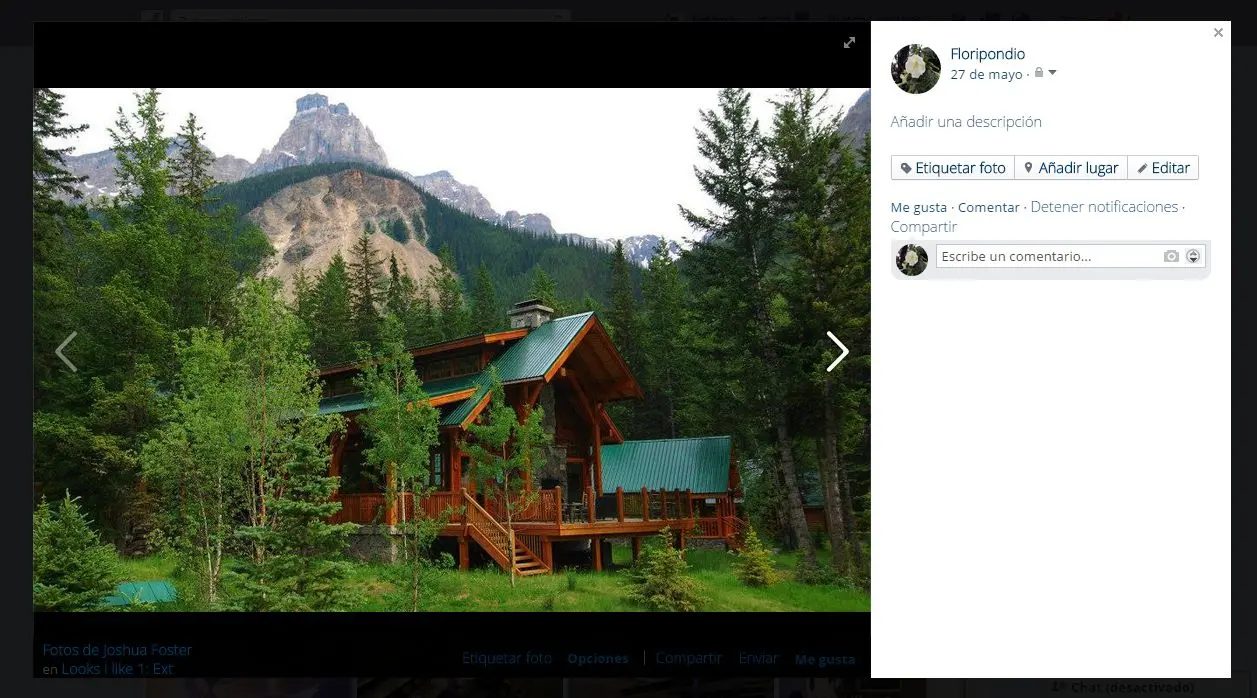 Floripondio
27 de mayo ·
Añadir una descripción
Etiquetar foto
Añadir lugar
Editar
Me gusta · Comentar · Detener notificaciones ·
Compartir
Escribe un comentario...
Fotos de Joshua Foster
en Looks I like 1: Ext
Etiquetar foto Opciones Compartir Enviar Me gusta
Chat (desactivado)